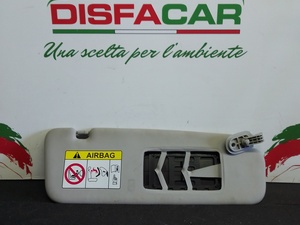 DISFACAR
Una scelta per l'ambiente
AIRBAG